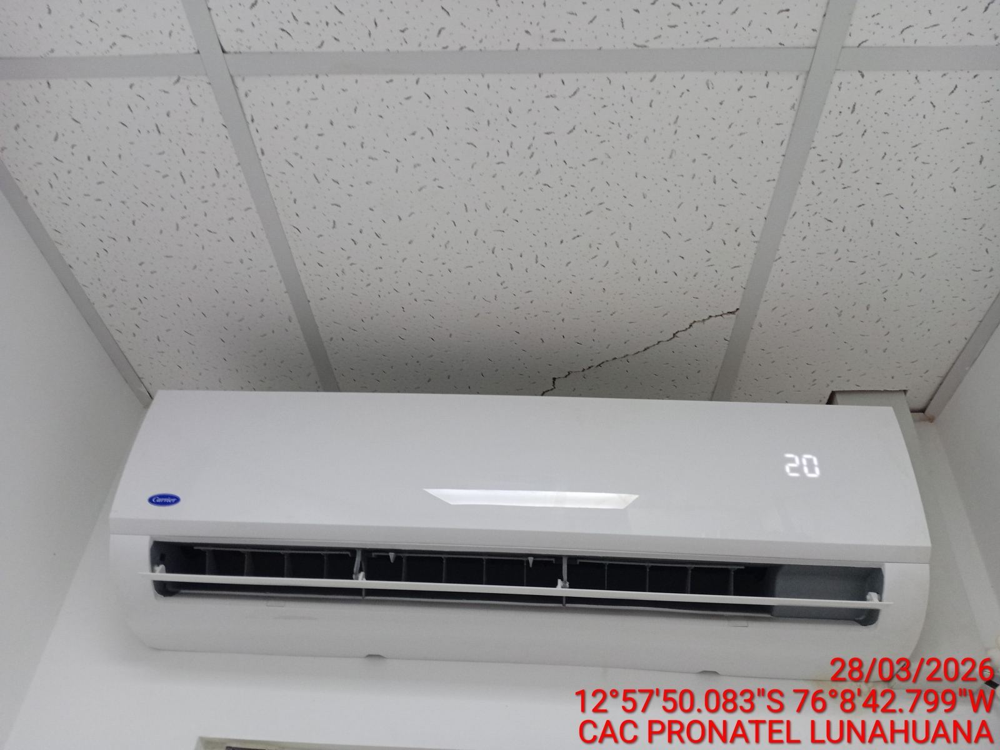 20
Carrier
28/03/2026
12°57'50.083"S 76°8'42.799"W
CAC PRONATEL LUNAHUANA